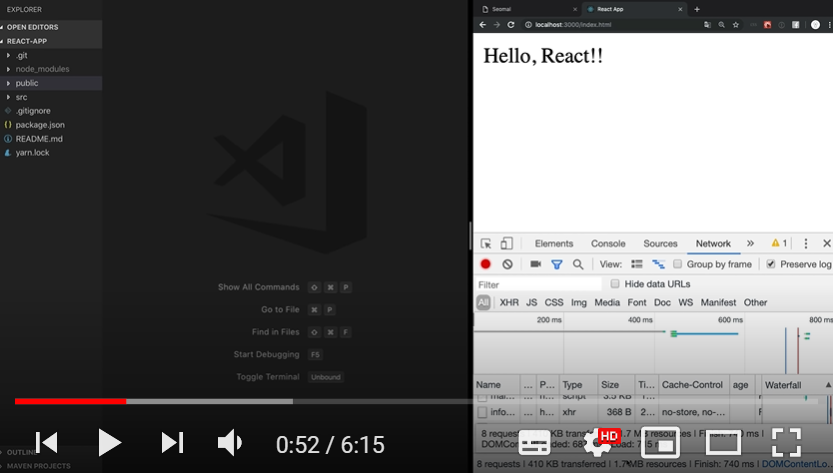 EXPLORER
OPEN EDITORS
REACT-APP
.git
node_modules
public
src
.gitignore
package.json
README.md
yarn.lock
OUTLINE
MAVEN PROJECTS
Show All Commands ⇧ ⌘ P
Go to File ⌘ P
Find in Files ⇧ ⌘ F
Start Debugging F5
Toggle Terminal Unbound
React App
localhost:3000/index.html
Hello, React!!
Elements Console Sources Network » 1
View: Group by frame Preserve log
Filter Hide data URLs
All XHR JS CSS Img Media Font Doc WS Manifest Other
200 ms 400 ms 600 ms 800 ms
Name ... P... Type Size Ti... Cache-Control age Waterfall
script 3.5 KB
info... h... xhr 368 B 2... no-store, no-...
8 requests | 410 KB transferred | 1.7 MB resources | Finish: 740 ms | DOMContentLo...
0:52 / 6:15
HD